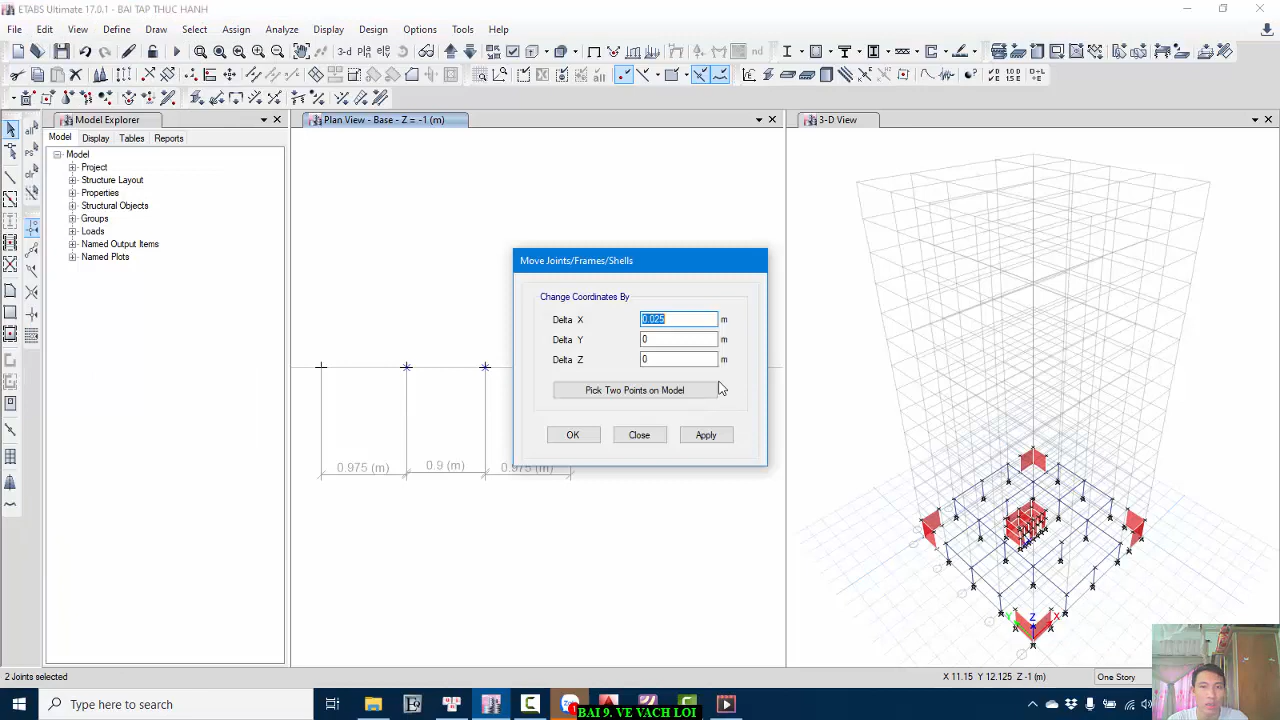 ETABS Ultimate 17.0.1 - BAI TAP THUC HANH
File Edit View Define Draw Select Assign Analyze Display Design Options Tools Help
3-d
nd
Model Explorer
Plan View - Base - Z = -1 (m)
3-D View
Model Display Tables Reports
Model
Project
Structure Layout
Properties
Structural Objects
Groups
Loads
Named Output Items
Named Plots
Move Joints/Frames/Shells
Change Coordinates By
Delta X 0.025 m
Delta Y 0 m
Delta Z 0 m
Pick Two Points on Model
OK Close Apply
0.975 (m) 0.9 (m) 0.975 (m)
Z
Y X
2 Joints selected
X 11.15 Y 12.125 Z -1 (m)
One Story
Type here to search
BAI 9. VE VACH LOI